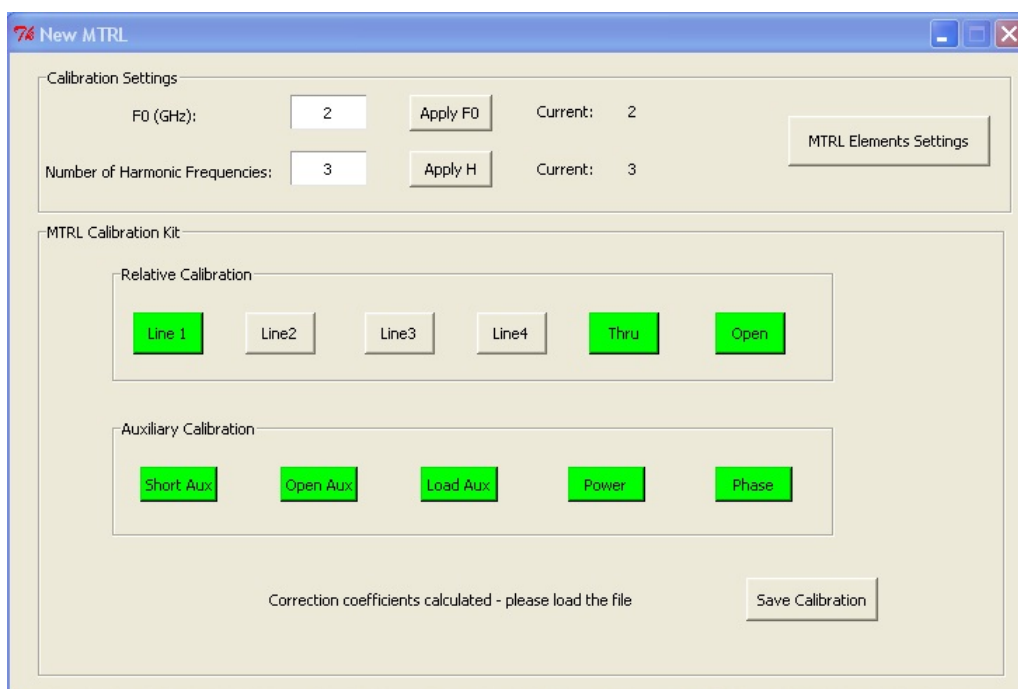 New MTRL
Calibration Settings
F0 (GHz): 2 Apply F0 Current: 2
MTRL Elements Settings
Number of Harmonic Frequencies: 3 Apply H Current: 3
MTRL Calibration Kit
Relative Calibration
Line 1 Line2 Line3 Line4 Thru Open
Auxiliary Calibration
Short Aux Open Aux Load Aux Power Phase
Correction coefficients calculated - please load the file Save Calibration